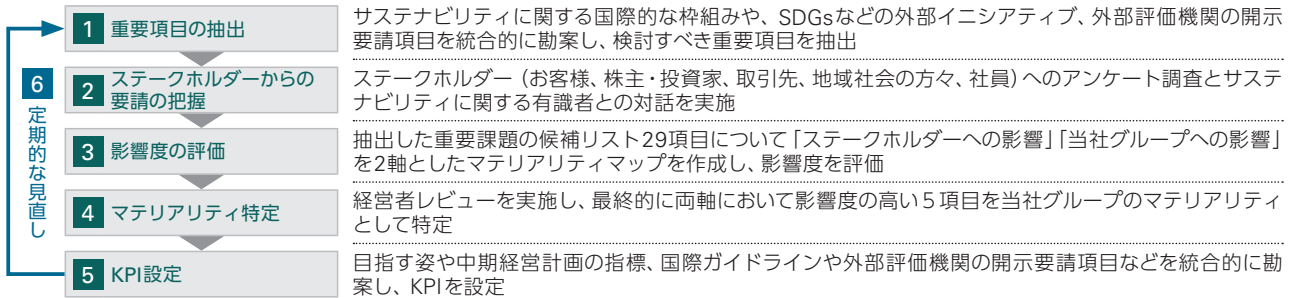 1 重要項目の抽出
サステナビリティに関する国際的な枠組みや、SDGsなどの外部イニシアティブ、外部評価機関の開示
要請項目を統合的に勘案し、検討すべき重要項目を抽出
2 ステークホルダーからの
要請の把握
ステークホルダー（お客様、株主・投資家、取引先、地域社会の方々、社員）へのアンケート調査とサステ
ナビリティに関する有識者との対話を実施
3 影響度の評価
抽出した重要課題の候補リスト29項目について「ステークホルダーへの影響」「当社グループへの影響」
を2軸としたマテリアリティマップを作成し、影響度を評価
4 マテリアリティ特定
経営者レビューを実施し、最終的に両軸において影響度の高い5項目を当社グループのマテリアリティ
として特定
5 KPI設定
目指す姿や中期経営計画の指標、国際ガイドラインや外部評価機関の開示要請項目などを統合的に勘
案し、KPIを設定
6 定期的な見直し